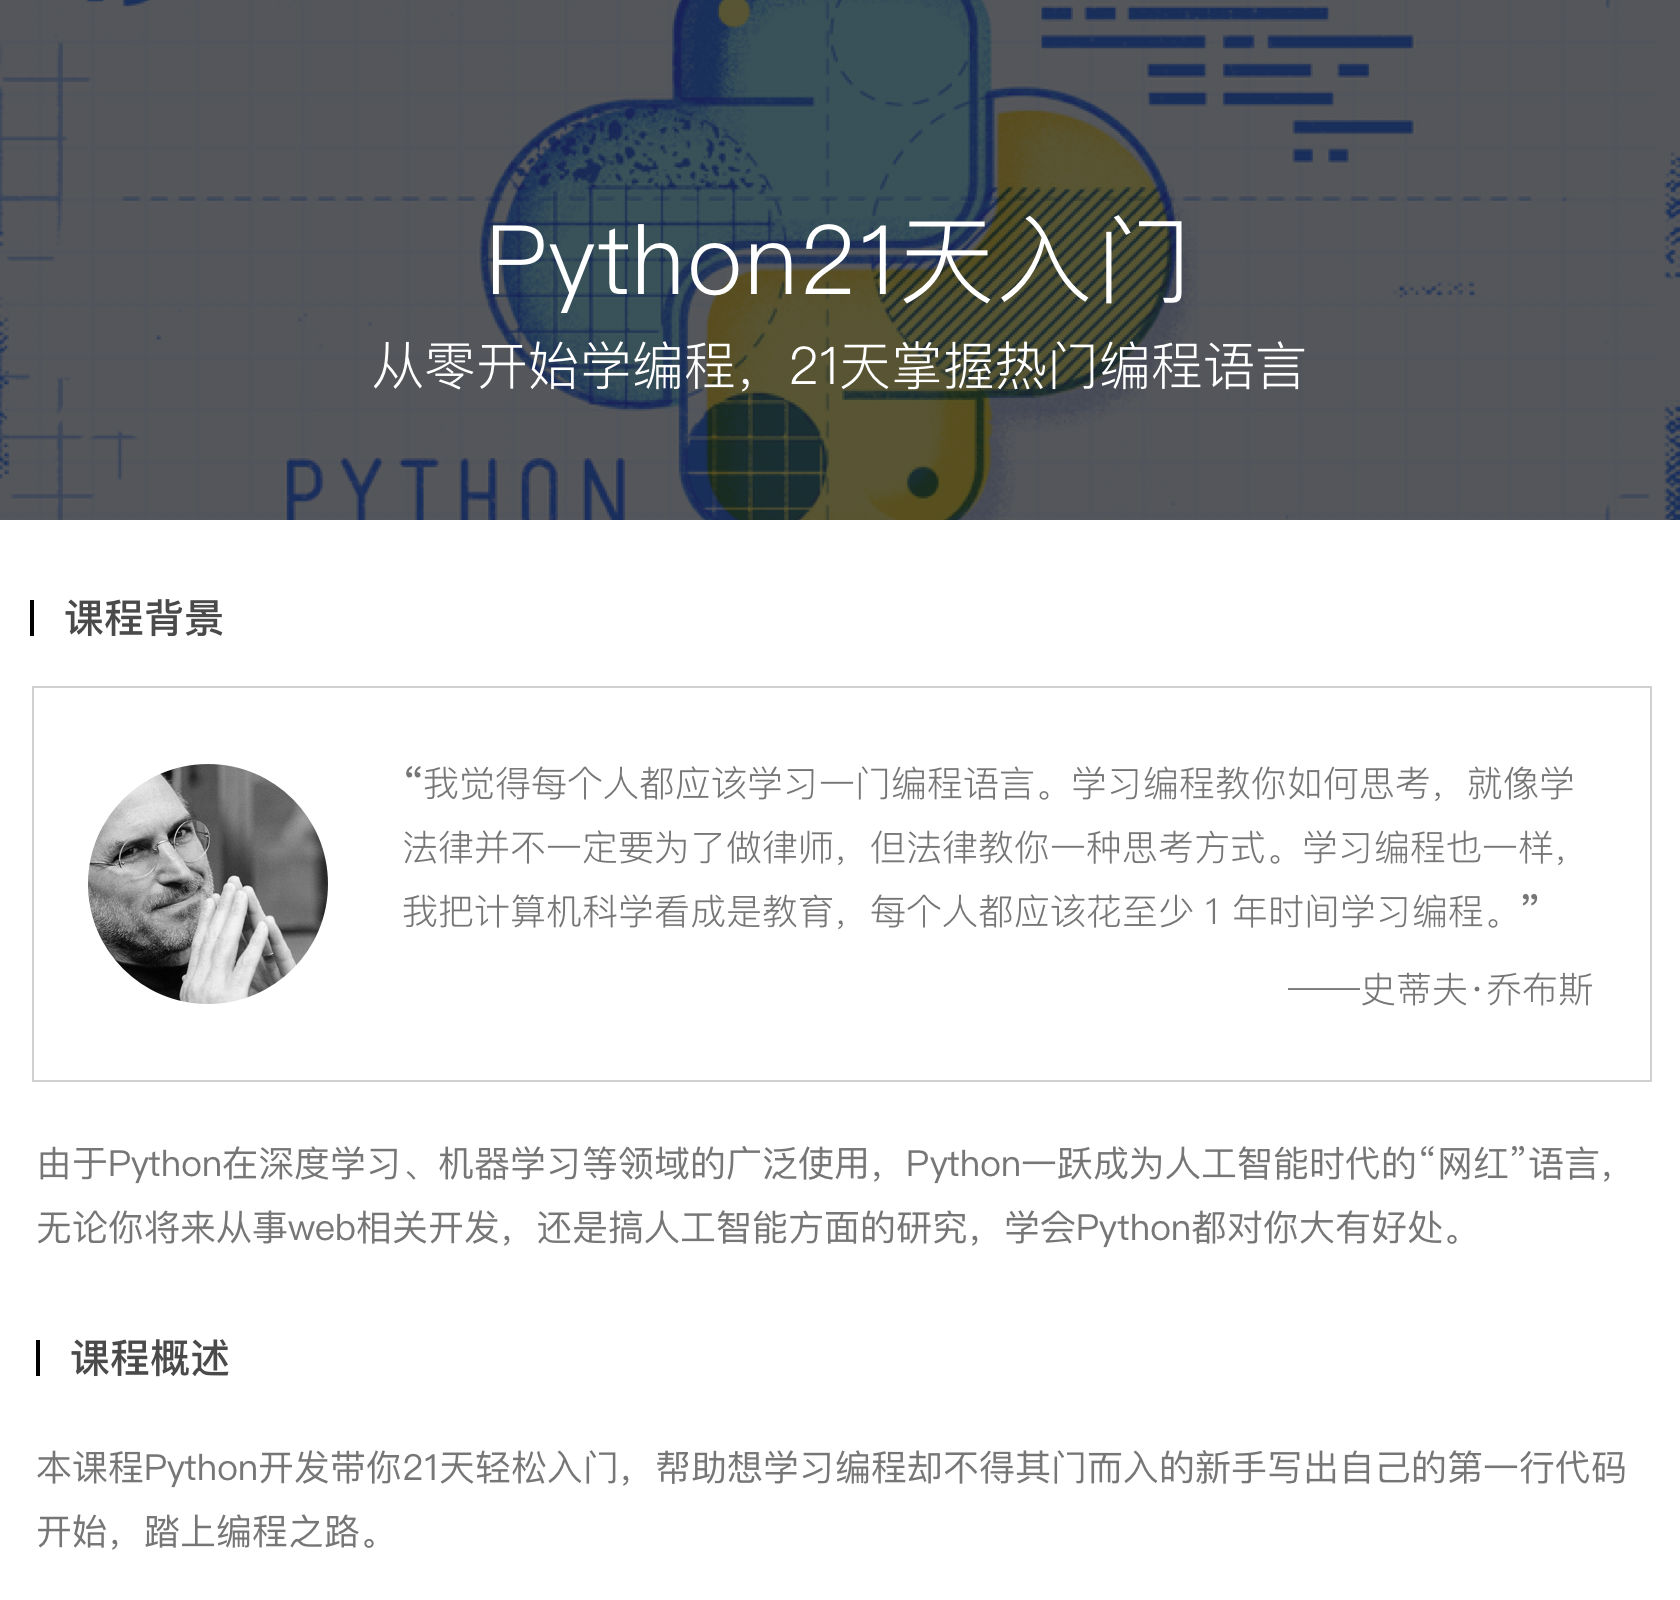 Python21天入门
从零开始学编程，21天掌握热门编程语言
PYTHON
课程背景
“我觉得每个人都应该学习一门编程语言。学习编程教你如何思考，就像学
法律并不一定要为了做律师，但法律教你一种思考方式。学习编程也一样，
我把计算机科学看成是教育，每个人都应该花至少 1 年时间学习编程。”
——史蒂夫·乔布斯
由于Python在深度学习、机器学习等领域的广泛使用，Python一跃成为人工智能时代的“网红”语言，
无论你将来从事web相关开发，还是搞人工智能方面的研究，学会Python都对你大有好处。
课程概述
本课程Python开发带你21天轻松入门，帮助想学习编程却不得其门而入的新手写出自己的第一行代码
开始，踏上编程之路。